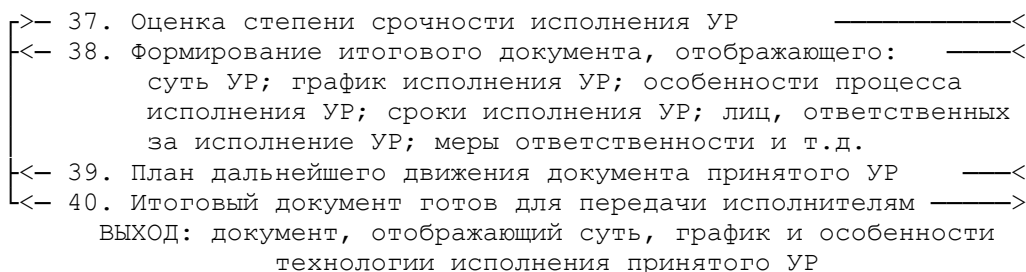 ┌>─ 37. Оценка степени срочности исполнения УР ───────────<
├<─ 38. Формирование итогового документа, отображающего: ────<
суть УР; график исполнения УР; особенности процесса
исполнения УР; сроки исполнения УР; лиц, ответственных
за исполнение УР; меры ответственности и т.д.
├<─ 39. План дальнейшего движения документа принятого УР ───<
└<─ 40. Итоговый документ готов для передачи исполнителям ─────>
ВЫХОД: документ, отображающий суть, график и особенности
технологии исполнения принятого УР